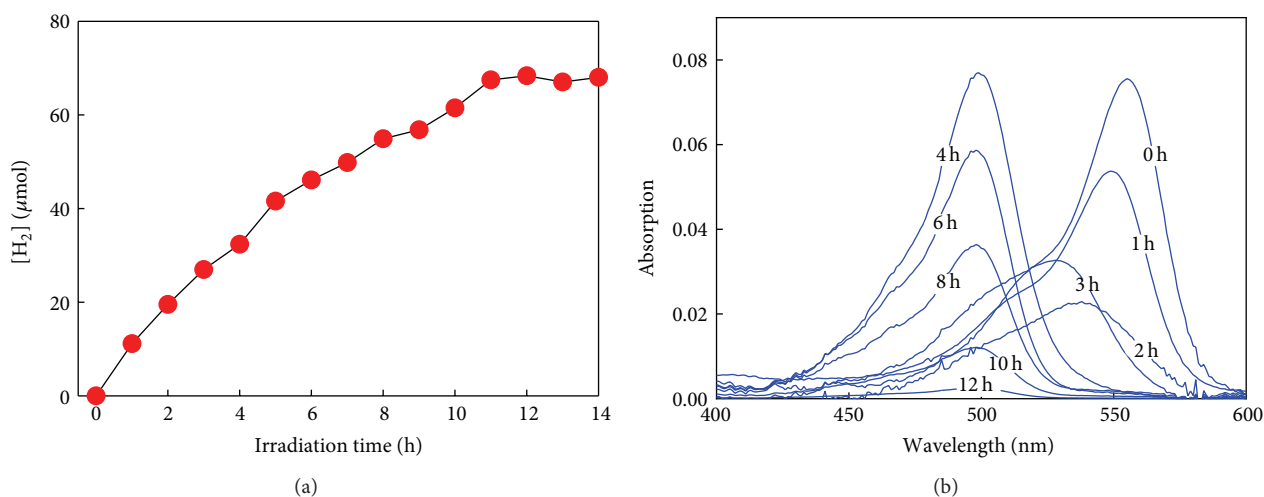 80
60
40
20
0
[H₂] (μmol)
0 2 4 6 8 10 12 14
Irradiation time (h)
(a)
0.08
0.06
0.04
0.02
0.00
Absorption
4 h
0 h
6 h
1 h
8 h
3 h
2 h
10 h
12 h
400 450 500 550 600
Wavelength (nm)
(b)